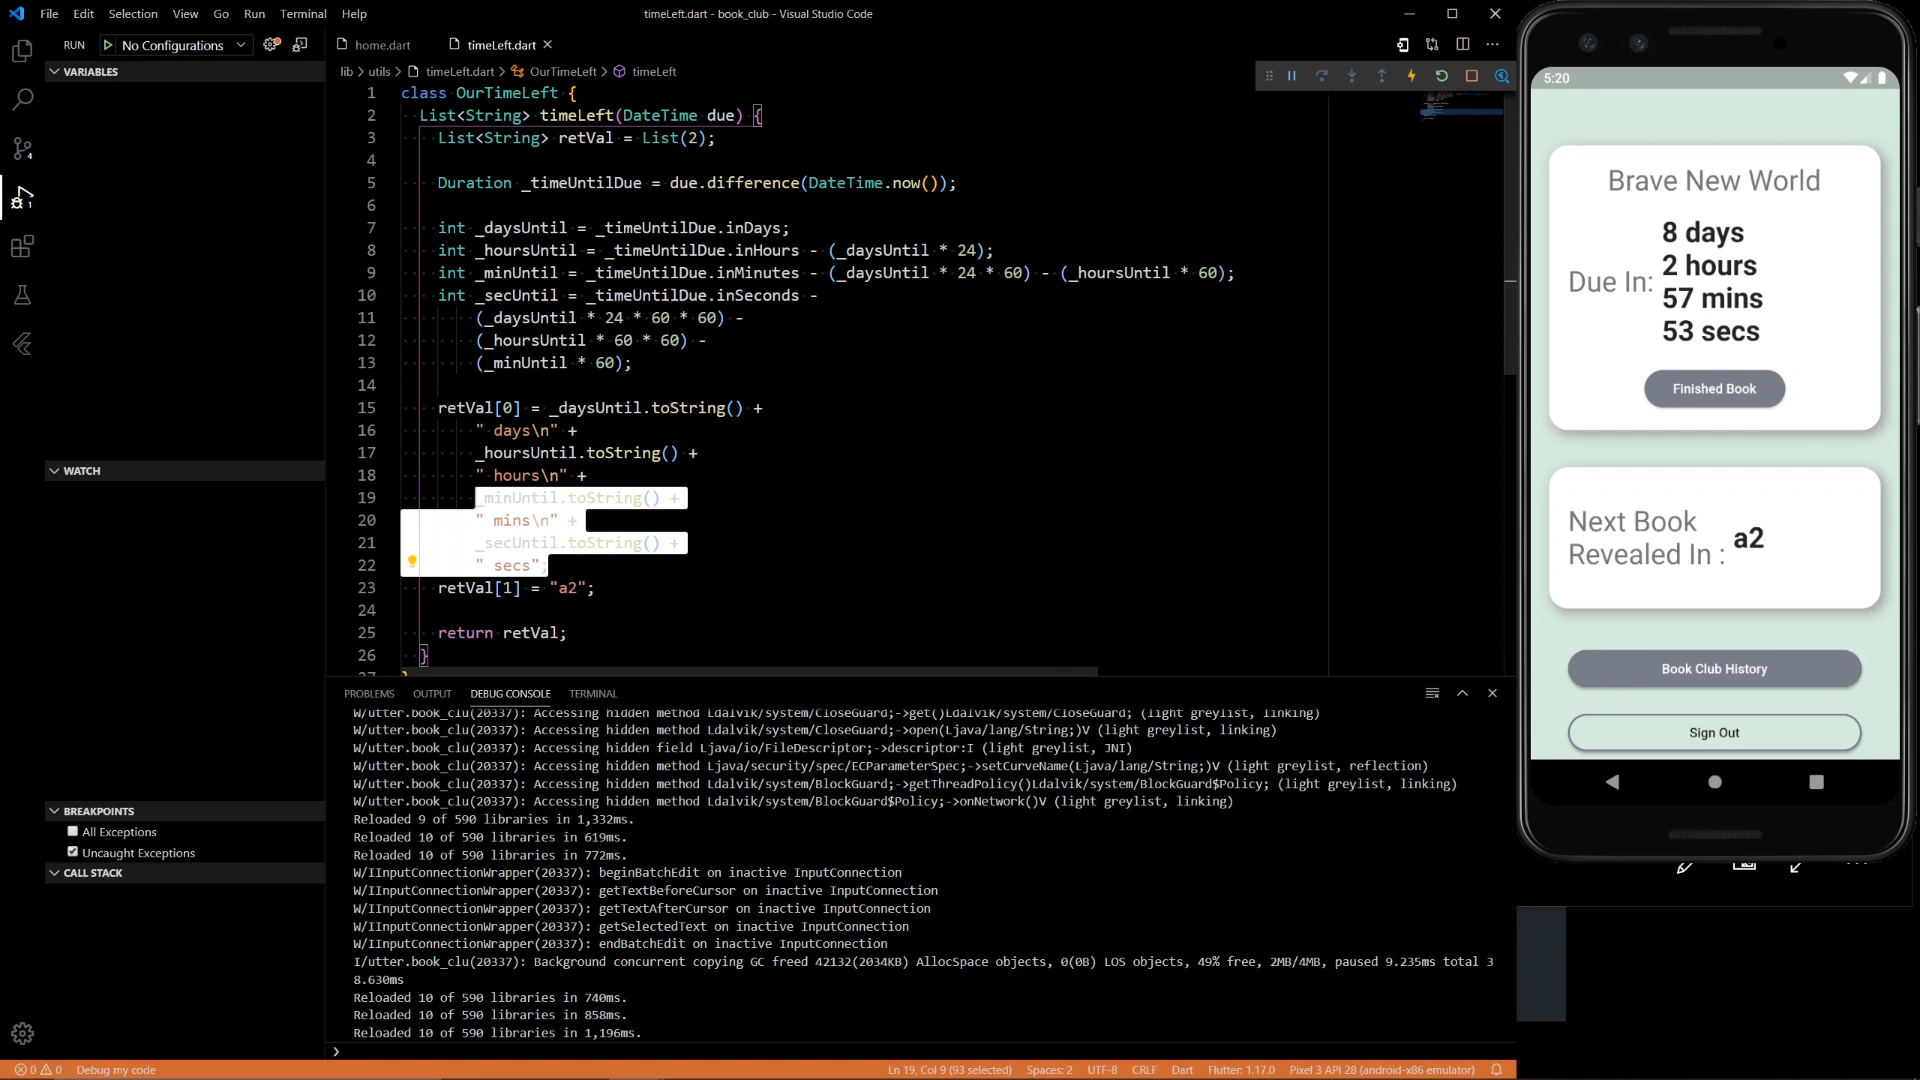 File Edit Selection View Go Run Terminal Help
timeLeft.dart - book_club - Visual Studio Code
RUN No Configurations
home.dart timeLeft.dart
lib > utils > timeLeft.dart > OurTimeLeft > timeLeft
VARIABLES
WATCH
BREAKPOINTS
All Exceptions
Uncaught Exceptions
CALL STACK
4
1
1 class OurTimeLeft {
2 List<String> timeLeft(DateTime due) {
3 List<String> retVal = List(2);
4
5 Duration _timeUntilDue = due.difference(DateTime.now());
6
7 int _daysUntil = _timeUntilDue.inDays;
8 int _hoursUntil = _timeUntilDue.inHours - (_daysUntil * 24);
9 int _minUntil = _timeUntilDue.inMinutes - (_daysUntil * 24 * 60) - (_hoursUntil * 60);
10 int _secUntil = _timeUntilDue.inSeconds -
11 (_daysUntil * 24 * 60 * 60) -
12 (_hoursUntil * 60 * 60) -
13 (_minUntil * 60);
14
15 retVal[0] = _daysUntil.toString() +
16 " days\n" +
17 _hoursUntil.toString() +
18 " hours\n" +
19 _minUntil.toString() +
20 " mins\n" +
21 _secUntil.toString() +
22 " secs";
23 retVal[1] = "a2";
24
25 return retVal;
26 }
27 }
PROBLEMS OUTPUT DEBUG CONSOLE TERMINAL
W/utter.book_clu(20337): Accessing hidden method Ldalvik/system/CloseGuard;->get()Ldalvik/system/CloseGuard; (light greylist, linking)
W/utter.book_clu(20337): Accessing hidden method Ldalvik/system/CloseGuard;->open(Ljava/lang/String;)V (light greylist, linking)
W/utter.book_clu(20337): Accessing hidden field Ljava/io/FileDescriptor;->descriptor:I (light greylist, JNI)
W/utter.book_clu(20337): Accessing hidden method Ljava/security/spec/ECParameterSpec;->setCurveName(Ljava/lang/String;)V (light greylist, reflection)
W/utter.book_clu(20337): Accessing hidden method Ldalvik/system/BlockGuard;->getThreadPolicy()Ldalvik/system/BlockGuard$Policy; (light greylist, linking)
W/utter.book_clu(20337): Accessing hidden method Ldalvik/system/BlockGuard$Policy;->onNetwork()V (light greylist, linking)
Reloaded 9 of 590 libraries in 1,332ms.
Reloaded 10 of 590 libraries in 619ms.
Reloaded 10 of 590 libraries in 772ms.
W/IInputConnectionWrapper(20337): beginBatchEdit on inactive InputConnection
W/IInputConnectionWrapper(20337): getTextBeforeCursor on inactive InputConnection
W/IInputConnectionWrapper(20337): getTextAfterCursor on inactive InputConnection
W/IInputConnectionWrapper(20337): getSelectedText on inactive InputConnection
W/IInputConnectionWrapper(20337): endBatchEdit on inactive InputConnection
I/utter.book_clu(20337): Background concurrent copying GC freed 42132(2034KB) AllocSpace objects, 0(0B) LOS objects, 49% free, 2MB/4MB, paused 9.235ms total 3
8.630ms
Reloaded 10 of 590 libraries in 740ms.
Reloaded 10 of 590 libraries in 858ms.
Reloaded 10 of 590 libraries in 1,196ms.
0 0 Debug my code
Ln 19, Col 9 (93 selected) Spaces: 2 UTF-8 CRLF Dart Flutter: 1.17.0 Pixel 3 API 28 (android-x86 emulator)
5:20
Brave New World
Due In:
8 days
2 hours
57 mins
53 secs
Finished Book
Next Book
Revealed In :
a2
Book Club History
Sign Out